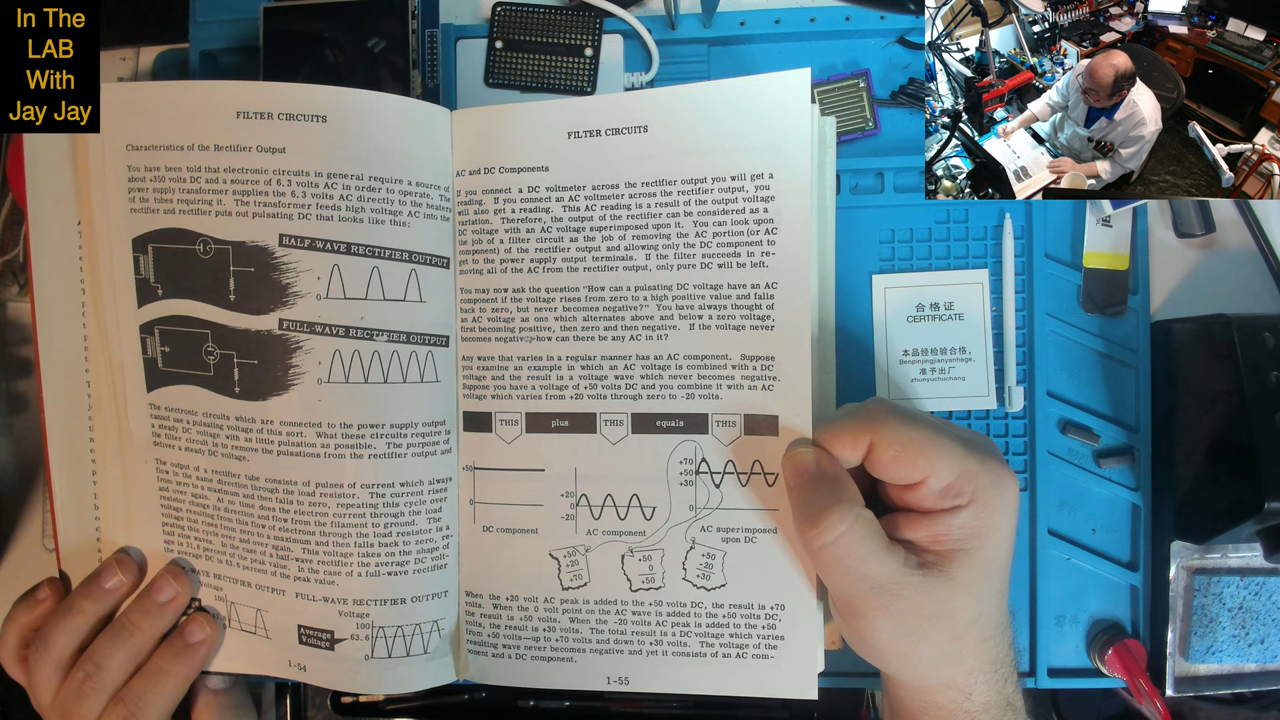 In The
LAB
With
Jay Jay
FILTER CIRCUITS
Characteristics of the Rectifier Output
You have been told that electronic circuits in general require a source of
about +350 volts DC and a source of 6.3 volts AC in order to operate. The
power supply transformer supplies the 6.3 volts AC directly to the heaters
of the tubes requiring it. The transformer feeds high voltage AC into the
rectifier and rectifier puts out pulsating DC that looks like this:
HALF-WAVE RECTIFIER OUTPUT
+
0
FULL-WAVE RECTIFIER OUTPUT
+
0
The electronic circuits which are connected to the power supply output
cannot use a pulsating voltage of this sort. What these circuits require is
a steady DC voltage with as little pulsation as possible. The purpose of
the filter circuit is to remove the pulsations from the rectifier output and
deliver a steady DC voltage.
The output of a rectifier tube consists of pulses of current which always
flow in the same direction through the load resistor. The current rises
from zero to a maximum and then falls to zero, repeating this cycle over
and over again. At no time does the electron current through the load
resistor change its direction and flow from the filament to ground. The
voltage resulting from this flow of electrons through the load resistor is a
voltage that rises from zero to a maximum and then falls back to zero, re-
peating this cycle over and over again. This voltage takes on the shape of
half sine waves. In the case of a half-wave rectifier the average DC volt-
age is 31.8 percent of the peak value. In the case of a full-wave rectifier
the average DC is 63.6 percent of the peak value.
-WAVE RECTIFIER OUTPUT
Voltage
100
FULL-WAVE RECTIFIER OUTPUT
Voltage
100
63.6
0
Average
Voltage
1-54
FILTER CIRCUITS
AC and DC Components
If you connect a DC voltmeter across the rectifier output you will get a
reading. If you connect an AC voltmeter across the rectifier output, you
will also get a reading. This AC reading is a result of the output voltage
variation. Therefore, the output of the rectifier can be considered as a
DC voltage with an AC voltage superimposed upon it. You can look upon
the job of a filter circuit as the job of removing the AC portion (or AC
component) of the rectifier output and allowing only the DC component to
get to the power supply output terminals. If the filter succeeds in re-
moving all of the AC from the rectifier output, only pure DC will be left.
You may now ask the question "How can a pulsating DC voltage have an AC
component if the voltage rises from zero to a high positive value and falls
back to zero, but never becomes negative?" You have always thought of
an AC voltage as one which alternates above and below a zero voltage,
first becoming positive, then zero and then negative. If the voltage never
becomes negative—how can there be any AC in it?
Any wave that varies in a regular manner has an AC component. Suppose
you examine an example in which an AC voltage is combined with a DC
voltage and the result is a voltage wave which never becomes negative.
Suppose you have a voltage of +50 volts DC and you combine it with an AC
voltage which varies from +20 volts through zero to -20 volts.
THIS plus THIS equals THIS
+50
0
DC component
+20
0
-20
AC component
+70
+50
+30
0
AC superimposed
upon DC
+50
+20
+70
+50
0
+50
+50
-20
+30
When the +20 volt AC peak is added to the +50 volts DC, the result is +70
volts. When the 0 volt point on the AC wave is added to the +50 volts DC,
the result is +50 volts. When the -20 volts AC peak is added to the +50
volts, the result is +30 volts. The total result is a DC voltage which varies
from +50 volts—up to +70 volts and down to +30 volts. The voltage of the
resulting wave never becomes negative and yet it consists of an AC com-
ponent and a DC component.
1-55
合格证
CERTIFICATE
本品经检验合格，
Benpinjingjianyanhege,
准予出厂
zhunyuchuchang